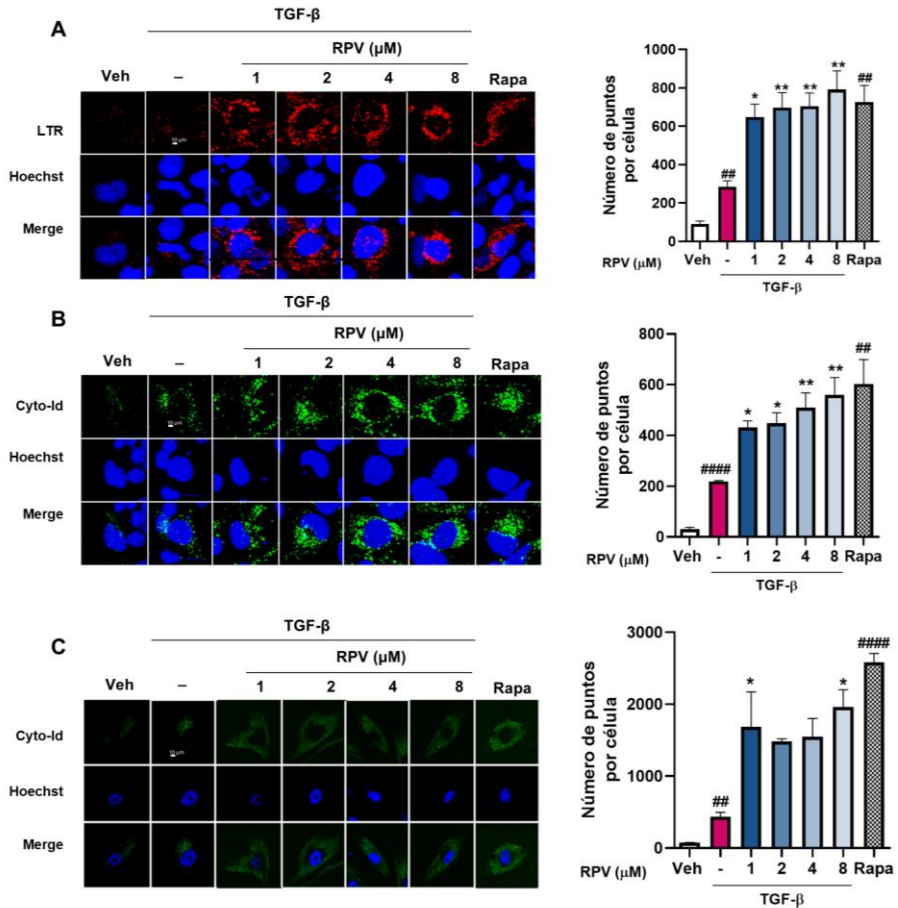 A
TGF-β
RPV (μM)
Veh – 1 2 4 8 Rapa
LTR
10 μm
Hoechst
Merge
Número de puntos
por célula
1000
800
600
400
200
0
##
*
**
**
**
##
RPV (μM) Veh - 1 2 4 8 Rapa
TGF-β
B
TGF-β
RPV (μM)
Veh – 1 2 4 8 Rapa
Cyto-Id
10 μm
Hoechst
Merge
Número de puntos
por célula
800
600
400
200
0
####
*
*
**
**
##
RPV (μM) Veh - 1 2 4 8 Rapa
TGF-β
C
TGF-β
RPV (μM)
Veh – 1 2 4 8 Rapa
Cyto-Id
10 μm
Hoechst
Merge
Número de puntos
por célula
3000
2000
1000
0
##
*
*
####
RPV (μM) Veh - 1 2 4 8 Rapa
TGF-β